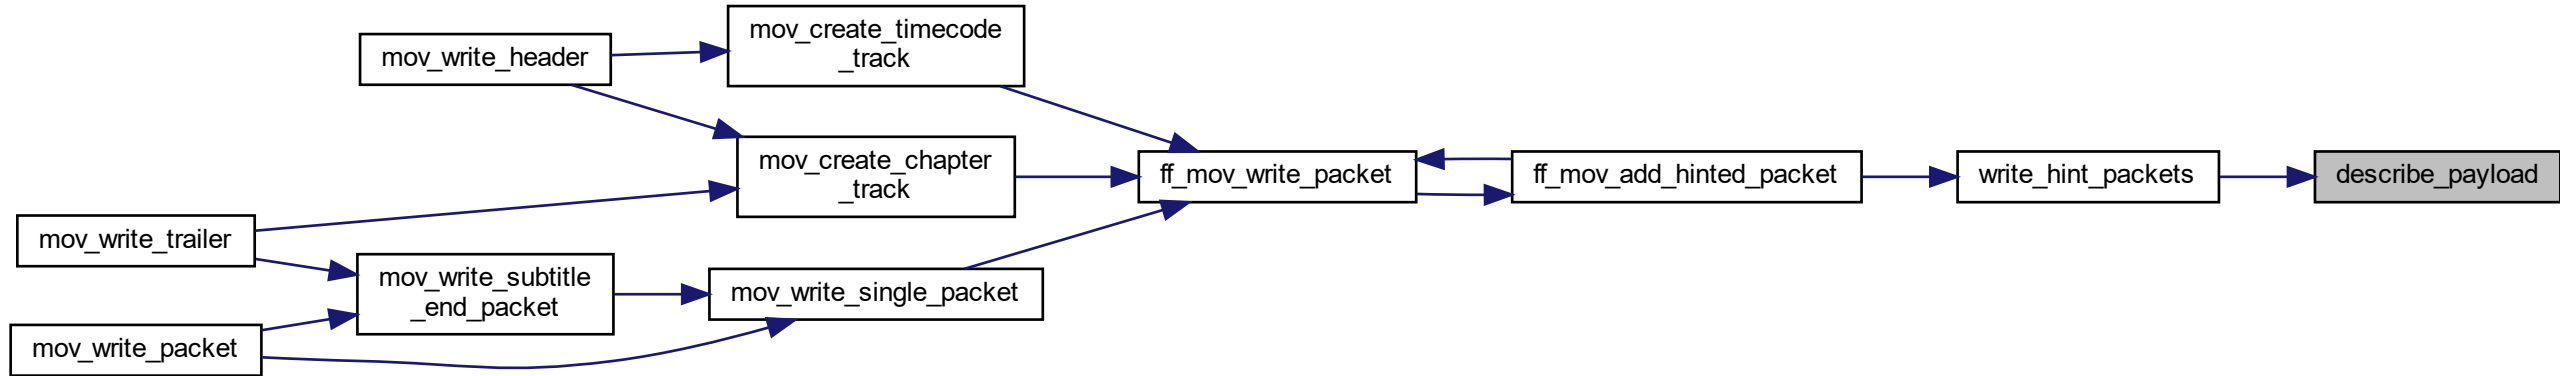 mov_create_timecode
_track
mov_write_header
mov_create_chapter
_track
ff_mov_write_packet
ff_mov_add_hinted_packet
write_hint_packets
describe_payload
mov_write_trailer
mov_write_subtitle
_end_packet
mov_write_single_packet
mov_write_packet